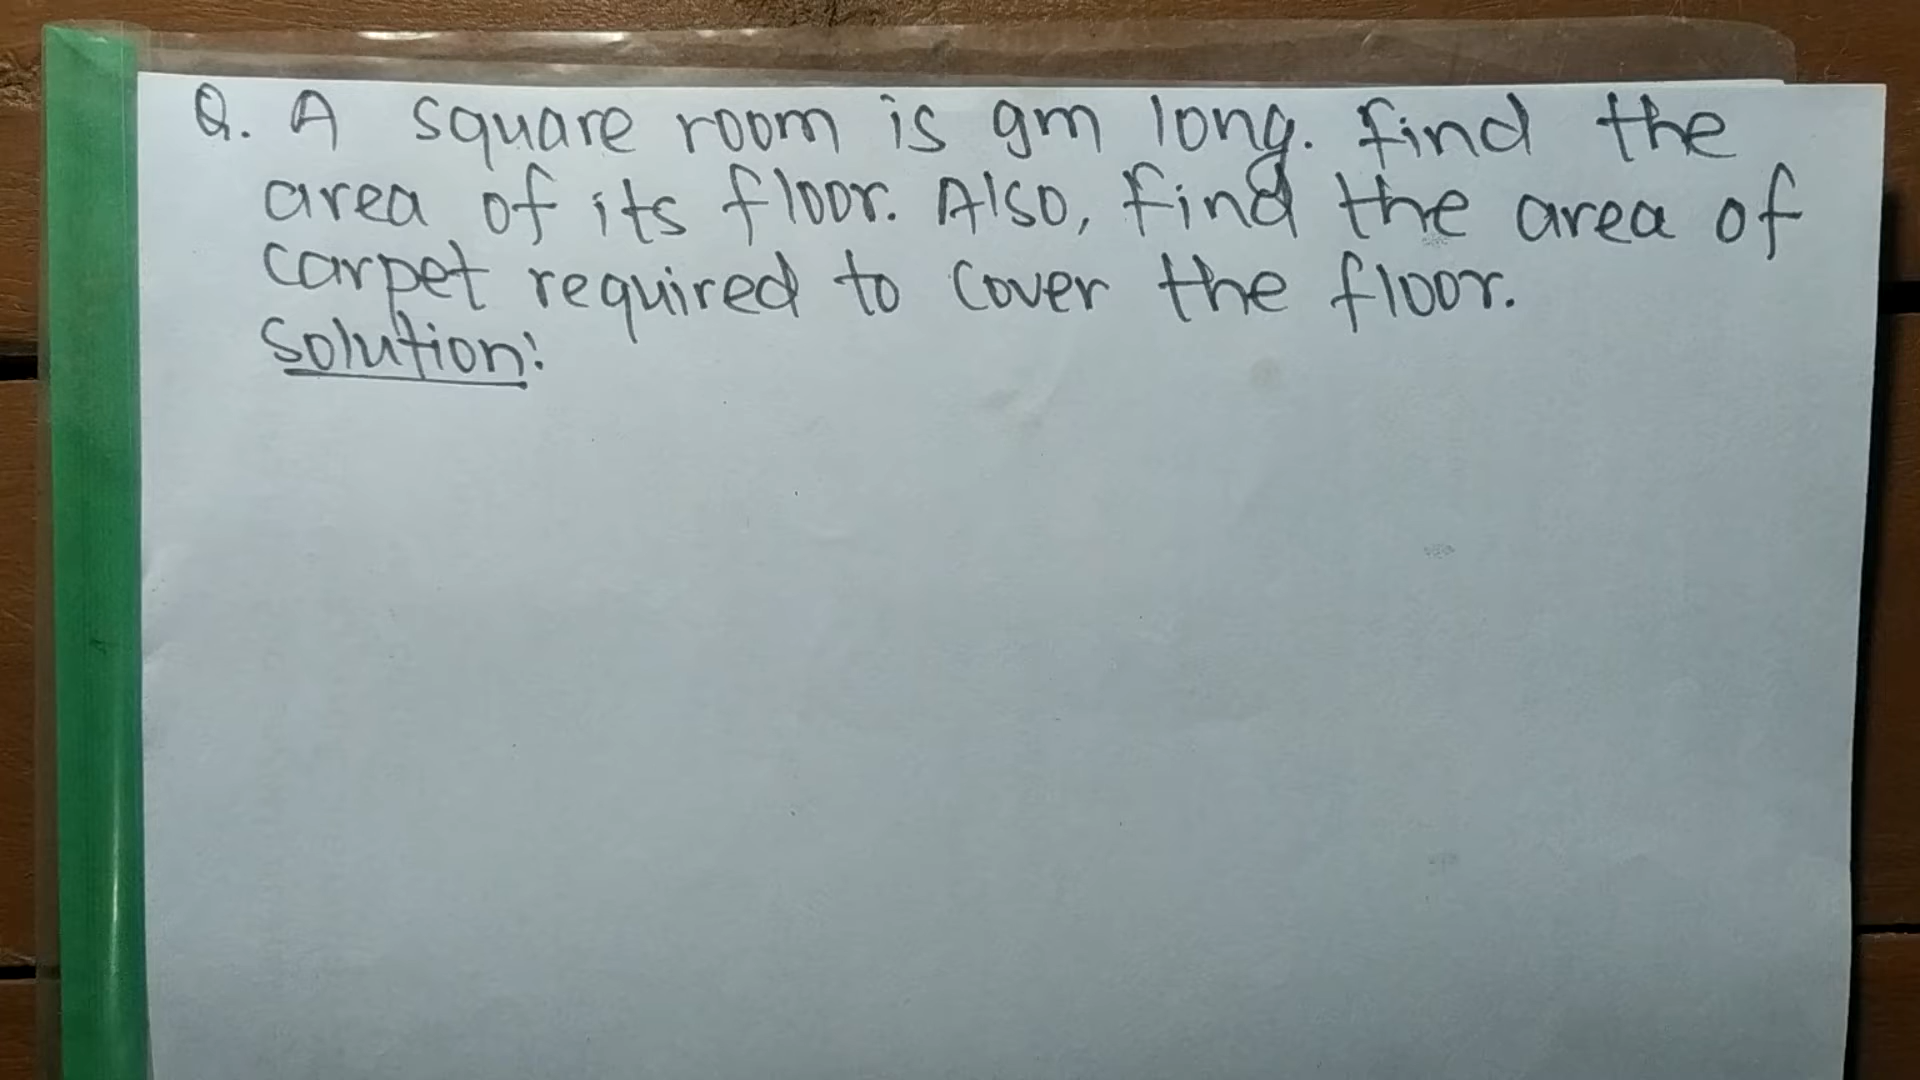 Q. A square room is 9m long. Find the
area of its floor. Also, find the area of
carpet required to cover the floor.
Solution: